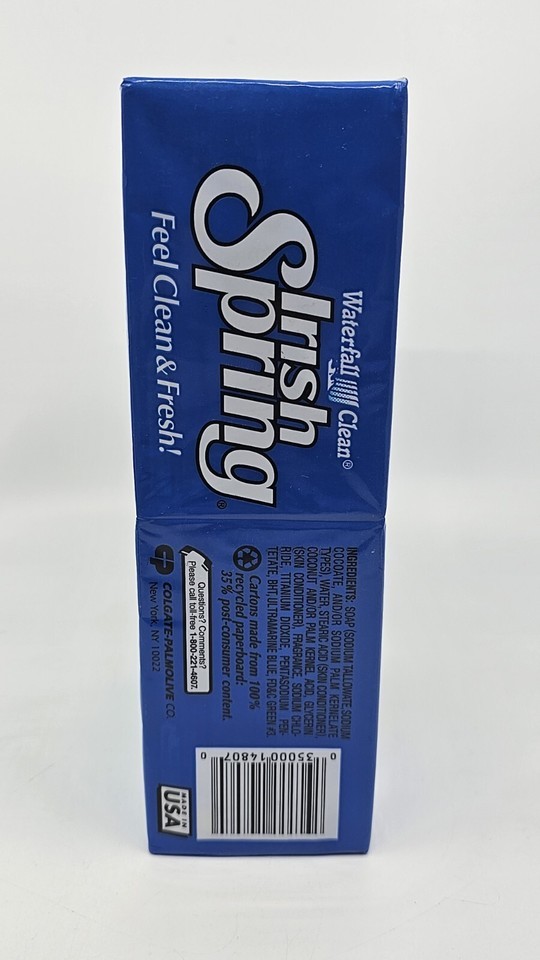 Waterfall Clean®
Irish
Spring®
Feel Clean & Fresh!
INGREDIENTS: SOAP (SODIUM TALLOWATE, SODIUM
COCOATE, AND/OR SODIUM PALM KERNELATE
TYPES), WATER, STEARIC ACID (SKIN CONDITIONER),
COCONUT AND/OR PALM KERNEL ACID, GLYCERIN
(SKIN CONDITIONER), FRAGRANCE, SODIUM CHLO-
RIDE, TITANIUM DIOXIDE, PENTASODIUM PEN-
TETATE, BHT, ULTRAMARINE BLUE, FD&C GREEN #3.
Cartons made from 100%
recycled paperboard:
35% post-consumer content.
Questions? Comments?
Please call toll-free 1-800-221-4607.
COLGATE-PALMOLIVE CO.
New York, NY 10022
0 35000 14807 0
MADE IN
USA